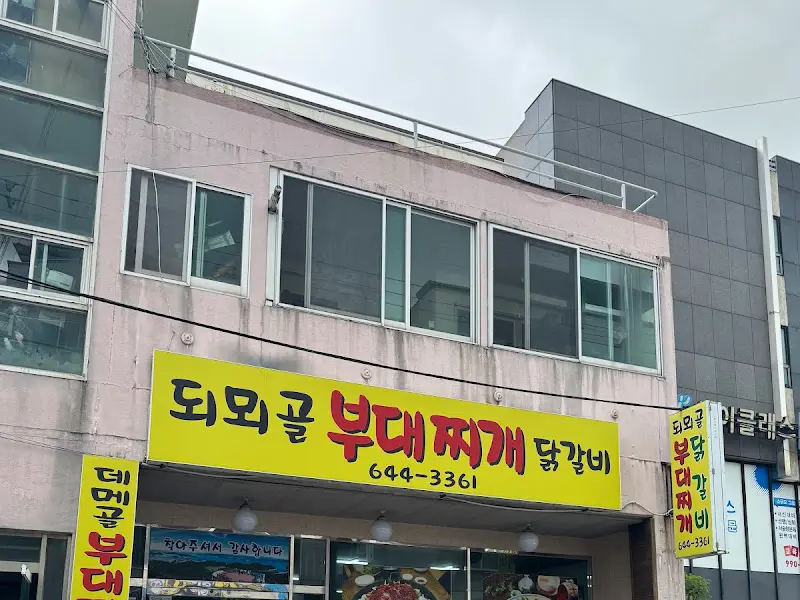 되뫼골 부대찌개 닭갈비
644-3361
데메골 부대
찾아주셔서 감사합니다
되뫼골
닭갈비
부대찌개
644-3361
이클래스
990-